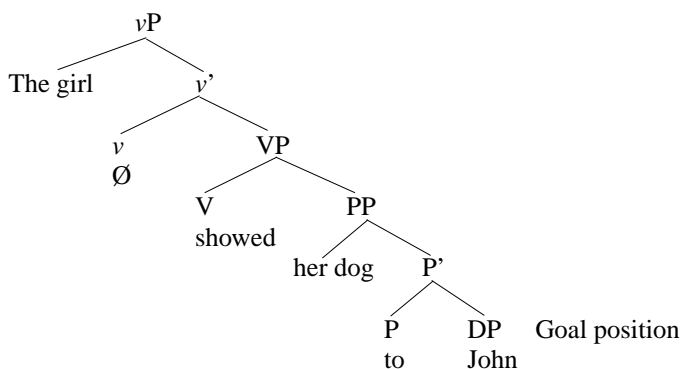 vP
The girl v’
v VP
Ø
V PP
showed
her dog P’
P DP Goal position
to John